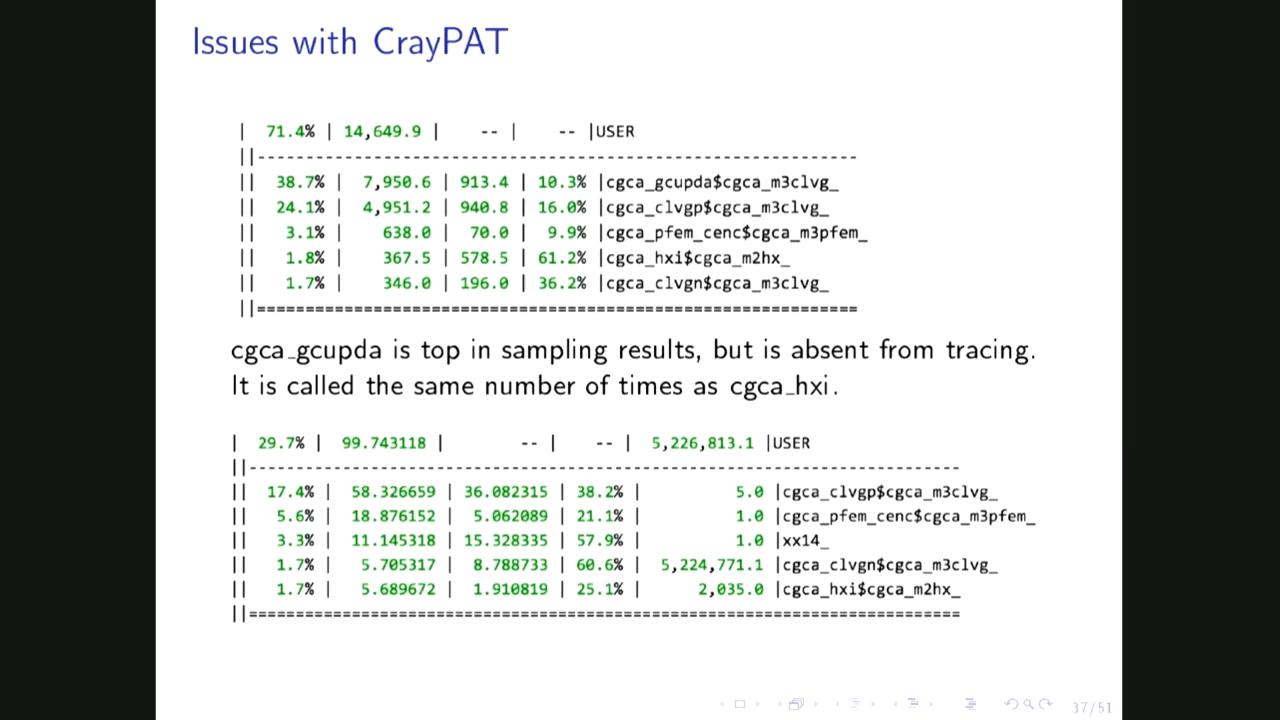 Issues with CrayPAT
| 71.4% | 14,649.9 | -- | -- |USER
||--------------------------------------------------------------
|| 38.7% | 7,950.6 | 913.4 | 10.3% |cgca_gcupda$cgca_m3clvg_
|| 24.1% | 4,951.2 | 940.8 | 16.0% |cgca_clvgp$cgca_m3clvg_
|| 3.1% | 638.0 | 70.0 | 9.9% |cgca_pfem_cenc$cgca_m3pfem_
|| 1.8% | 367.5 | 578.5 | 61.2% |cgca_hxi$cgca_m2hx_
|| 1.7% | 346.0 | 196.0 | 36.2% |cgca_clvgn$cgca_m3clvg_
||==============================================================
cgca_gcupda is top in sampling results, but is absent from tracing.
It is called the same number of times as cgca_hxi.
| 29.7% | 99.743118 | -- | -- | 5,226,813.1 |USER
||-------------------------------------------------------------------------
|| 17.4% | 58.326659 | 36.082315 | 38.2% | 5.0 |cgca_clvgp$cgca_m3clvg_
|| 5.6% | 18.876152 | 5.062089 | 21.1% | 1.0 |cgca_pfem_cenc$cgca_m3pfem_
|| 3.3% | 11.145318 | 15.328335 | 57.9% | 1.0 |xx14_
|| 1.7% | 5.705317 | 8.788733 | 60.6% | 5,224,771.1 |cgca_clvgn$cgca_m3clvg_
|| 1.7% | 5.689672 | 1.910819 | 25.1% | 2,035.0 |cgca_hxi$cgca_m2hx_
||=========================================================================
37/51